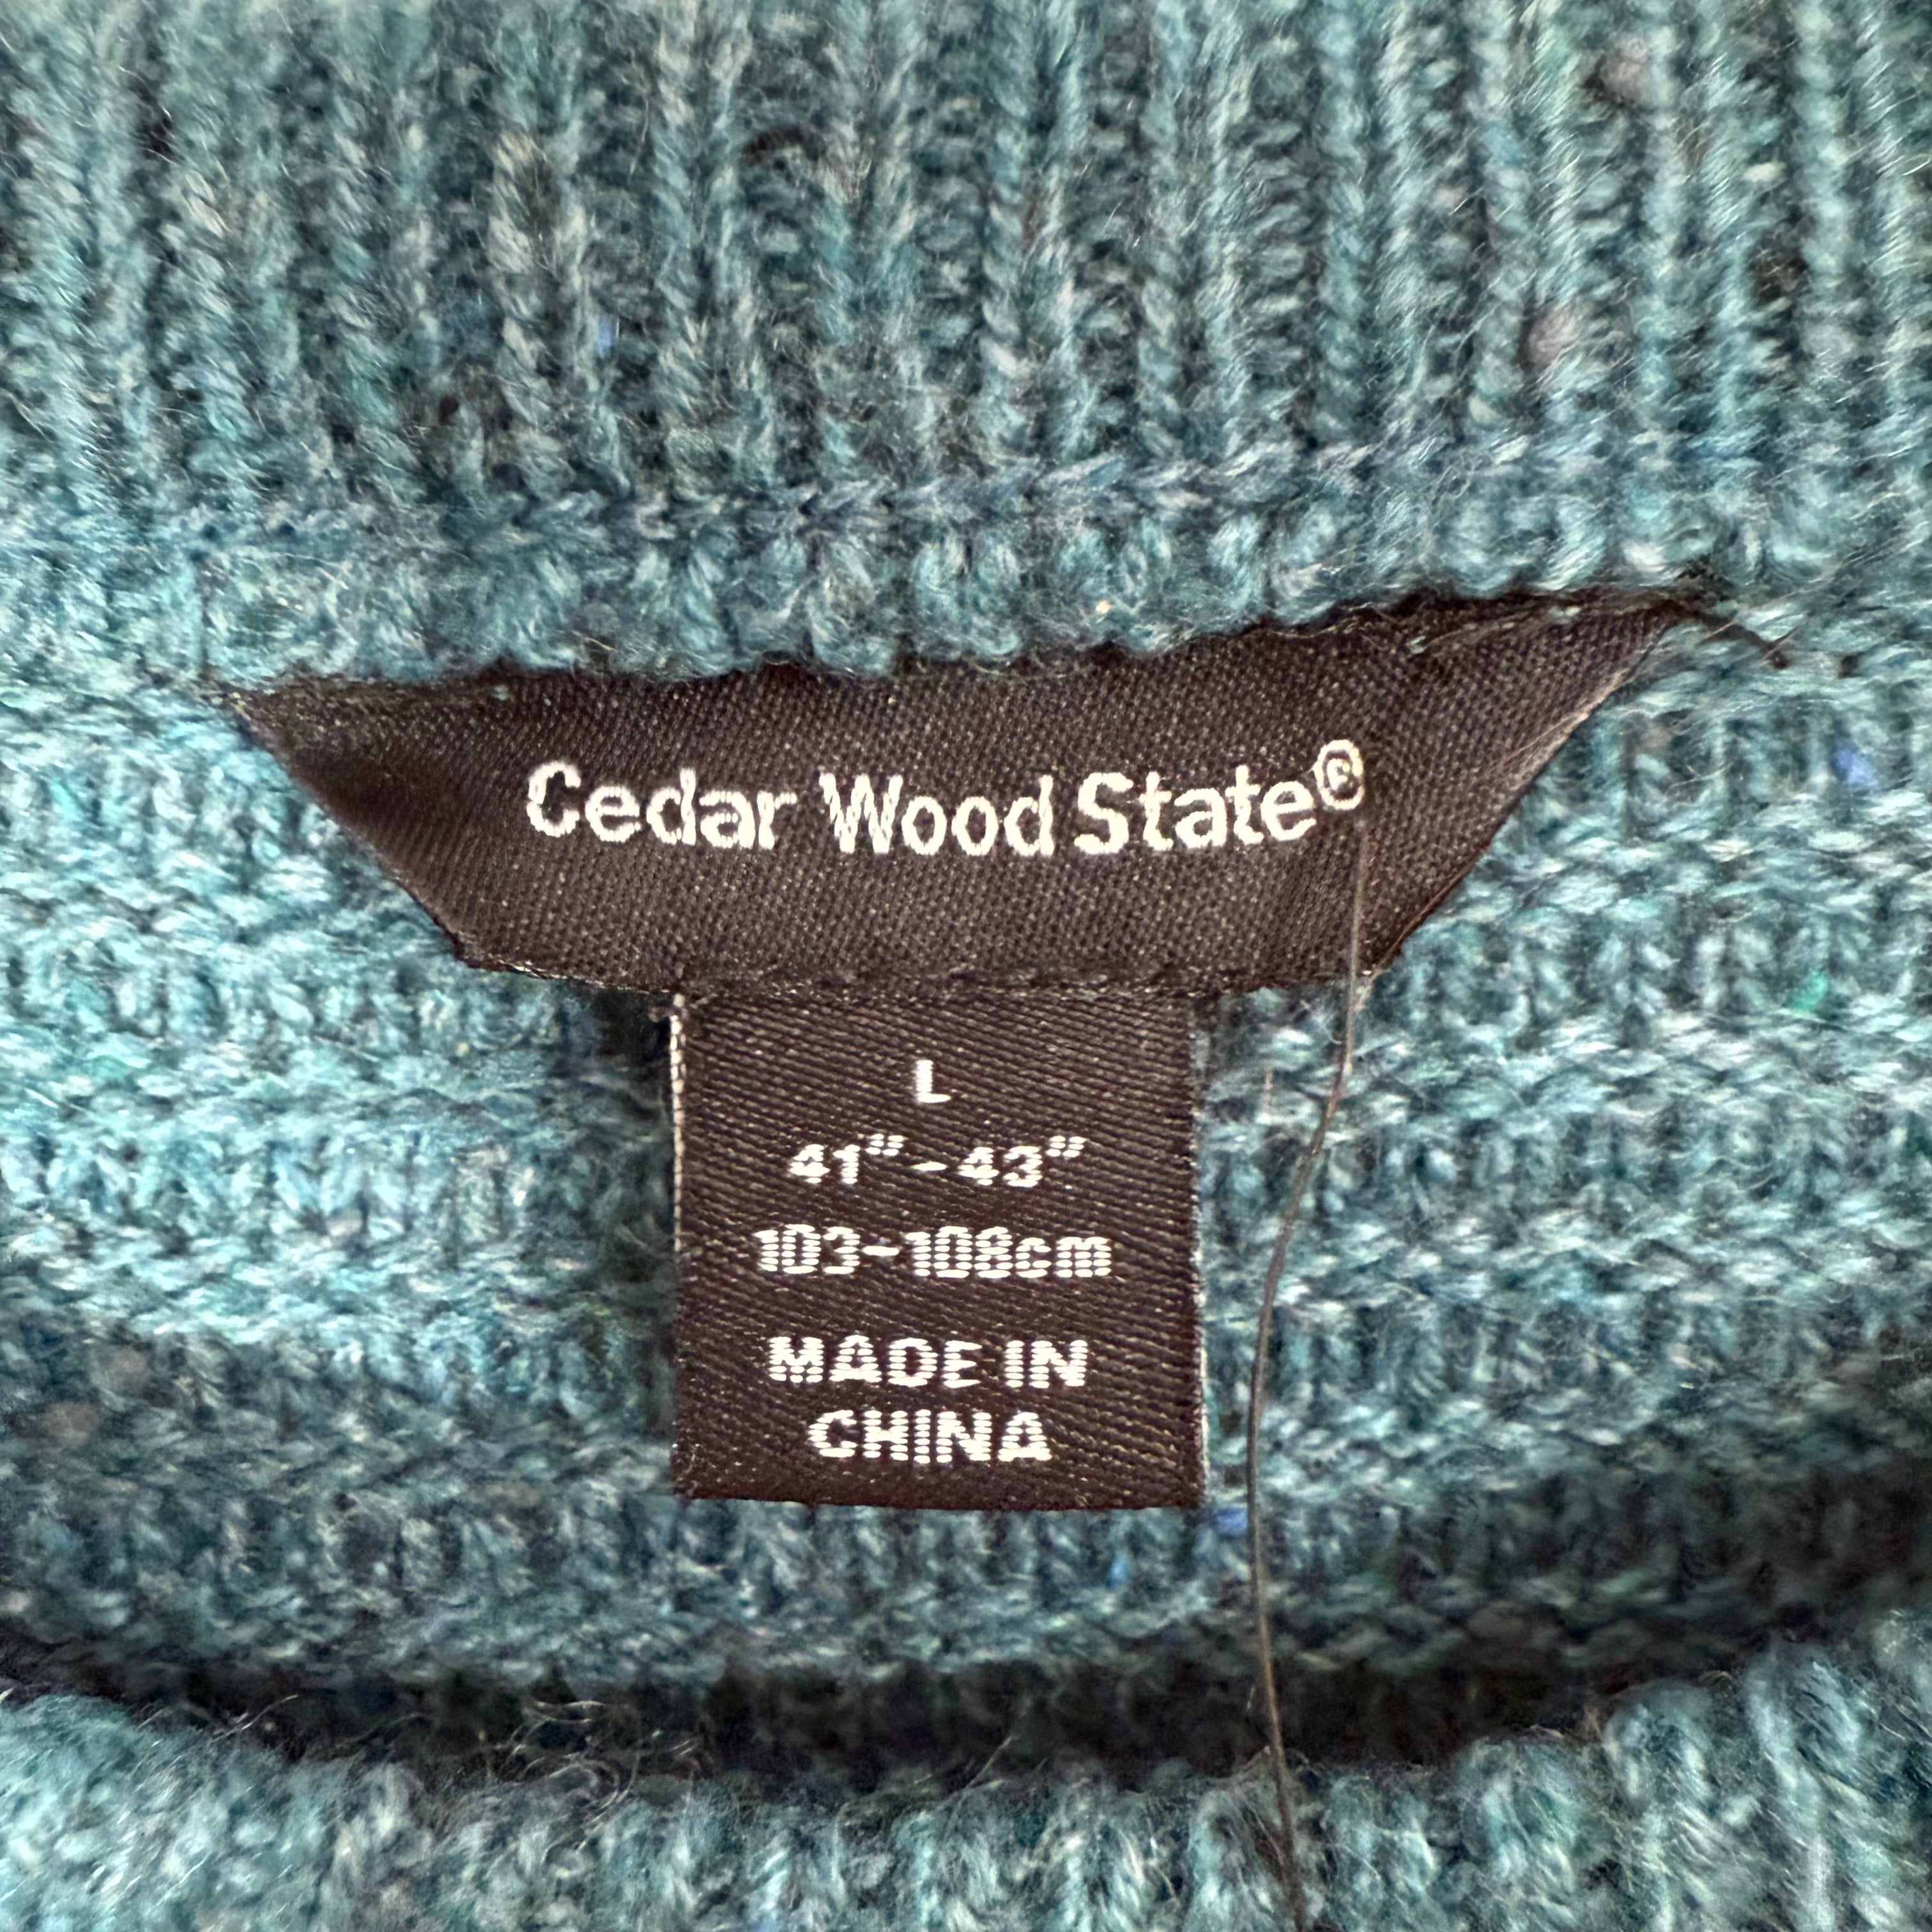 Cedar Wood State®
L
41"-43"
103-108cm
MADE IN
CHINA